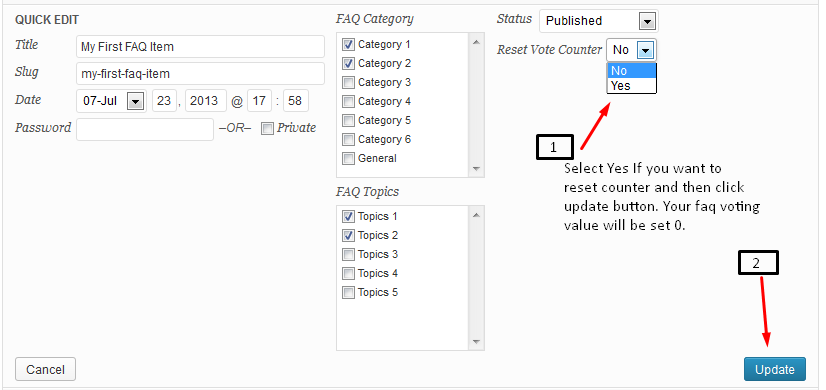 QUICK EDIT
Title My First FAQ Item
Slug my-first-faq-item
Date 07-Jul 23 , 2013 @ 17 : 58
Password –OR– Private
FAQ Category
Category 1
Category 2
Category 3
Category 4
Category 5
Category 6
General
FAQ Topics
Topics 1
Topics 2
Topics 3
Topics 4
Topics 5
Status Published
Reset Vote Counter No
No
Yes
1
Select Yes If you want to
reset counter and then click
update button. Your faq voting
value will be set 0.
2
Cancel
Update